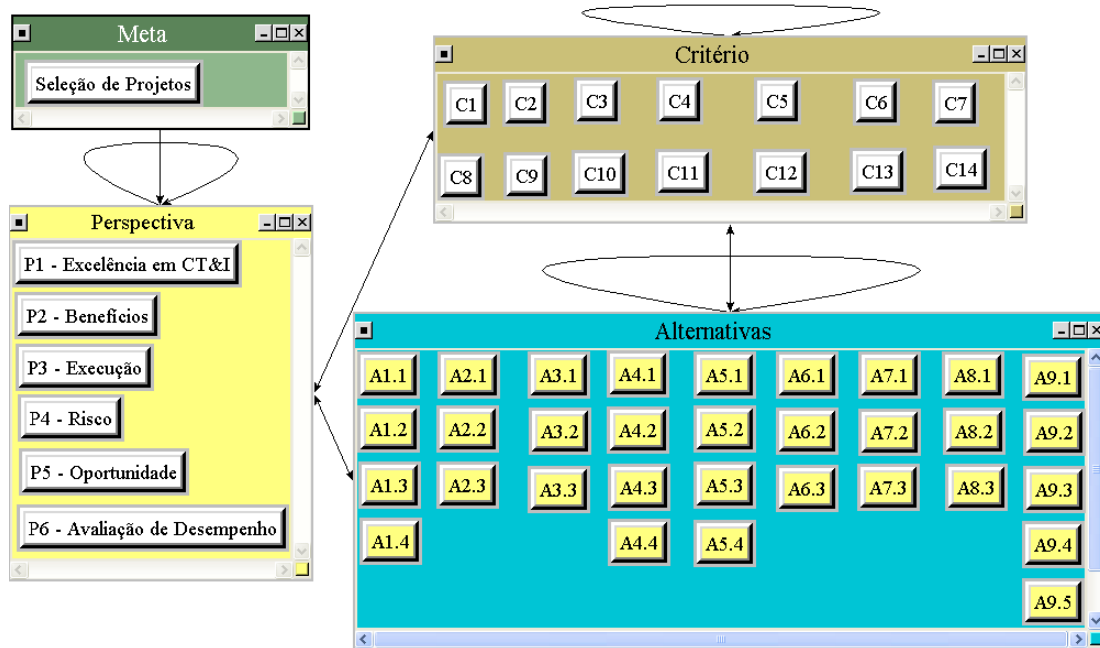 Meta
Seleção de Projetos
Perspectiva
P1 - Excelência em CT&I
P2 - Benefícios
P3 - Execução
P4 - Risco
P5 - Oportunidade
P6 - Avaliação de Desempenho
Critério
C1 C2 C3 C4 C5 C6 C7
C8 C9 C10 C11 C12 C13 C14
Alternativas
A1.1 A2.1 A3.1 A4.1 A5.1 A6.1 A7.1 A8.1 A9.1
A1.2 A2.2 A3.2 A4.2 A5.2 A6.2 A7.2 A8.2 A9.2
A1.3 A2.3 A3.3 A4.3 A5.3 A6.3 A7.3 A8.3 A9.3
A1.4 A4.4 A5.4 A9.4
A9.5